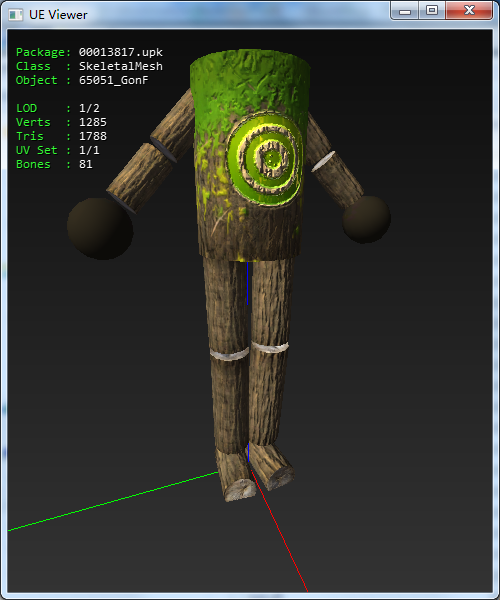 UE Viewer
Package: 00013817.upk
Class : SkeletalMesh
Object : 65051_GonF
LOD : 1/2
Verts : 1285
Tris : 1788
UV Set : 1/1
Bones : 81